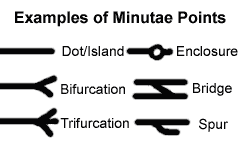 Examples of Minutae Points
Dot/Island
Enclosure
Bifurcation
Bridge
Trifurcation
Spur